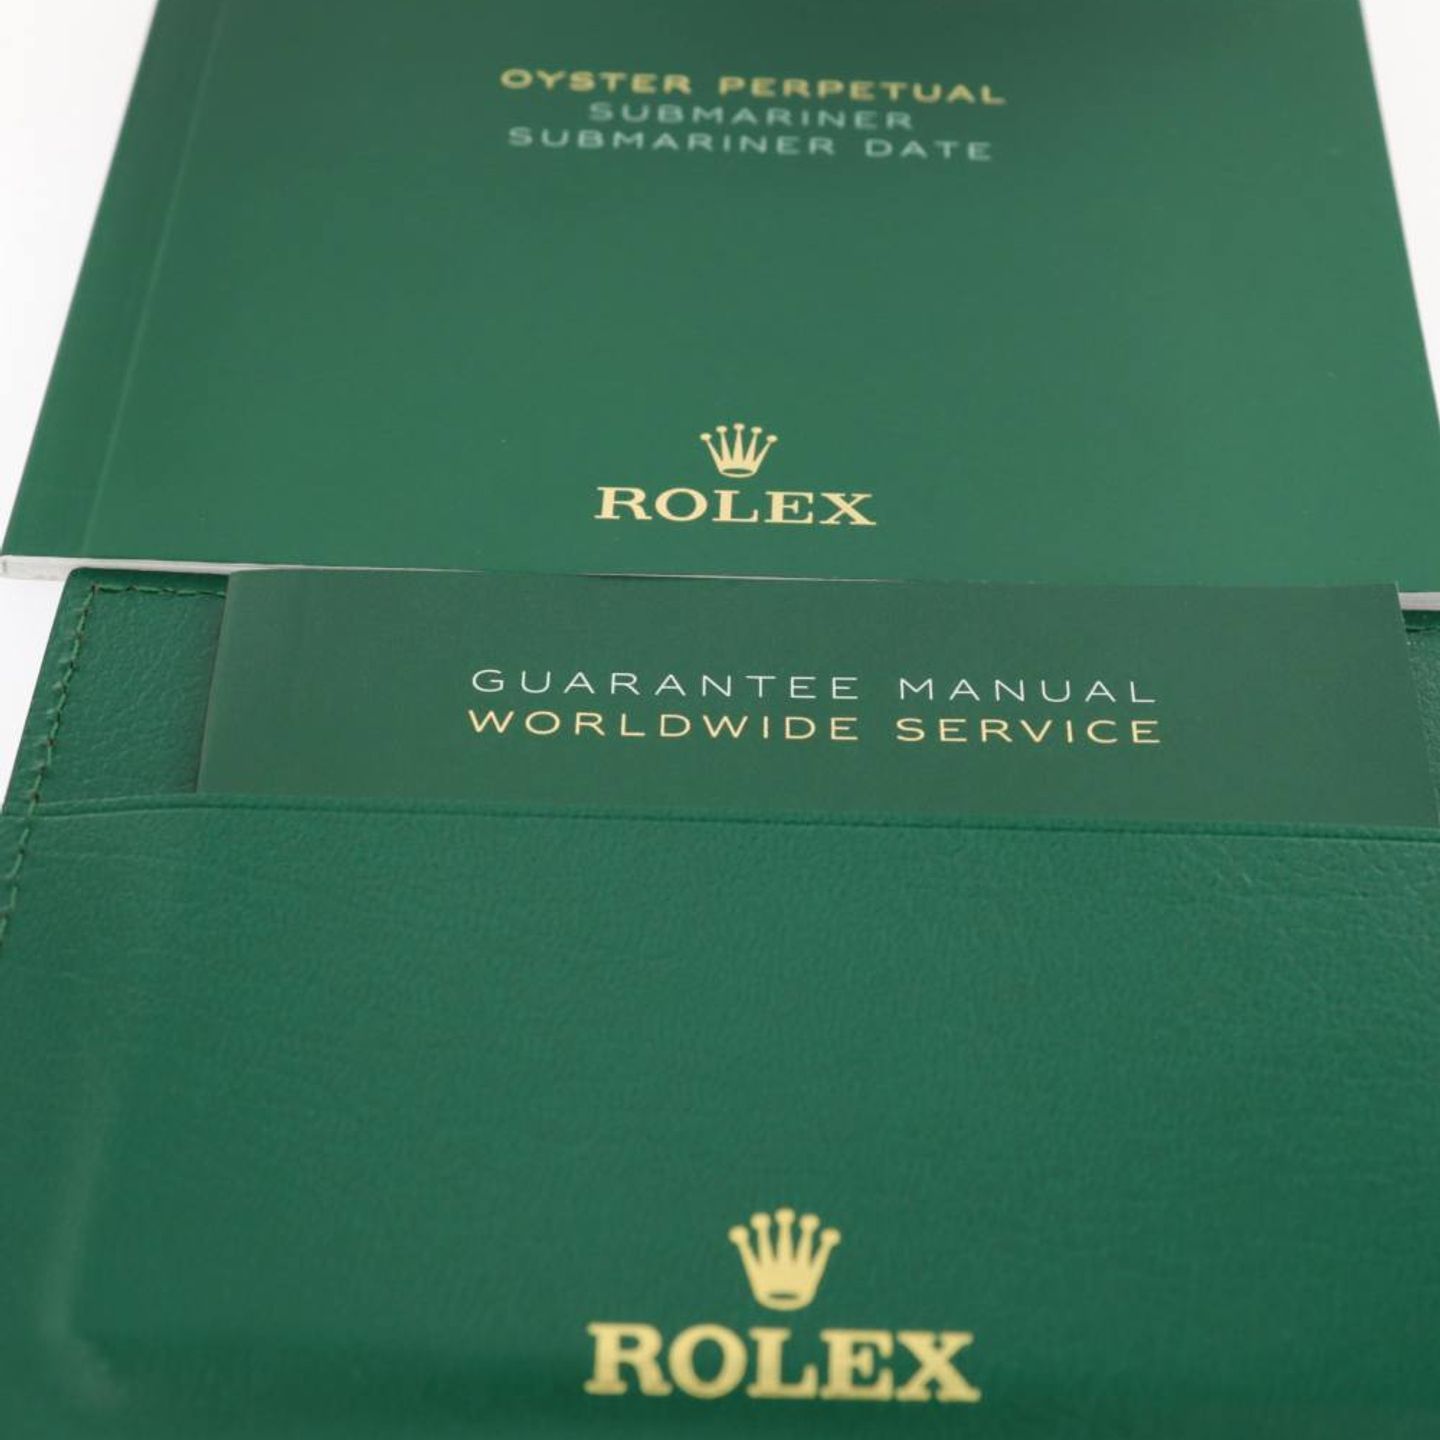 OYSTER PERPETUAL
SUBMARINER
SUBMARINER DATE
ROLEX
GUARANTEE MANUAL
WORLDWIDE SERVICE
ROLEX